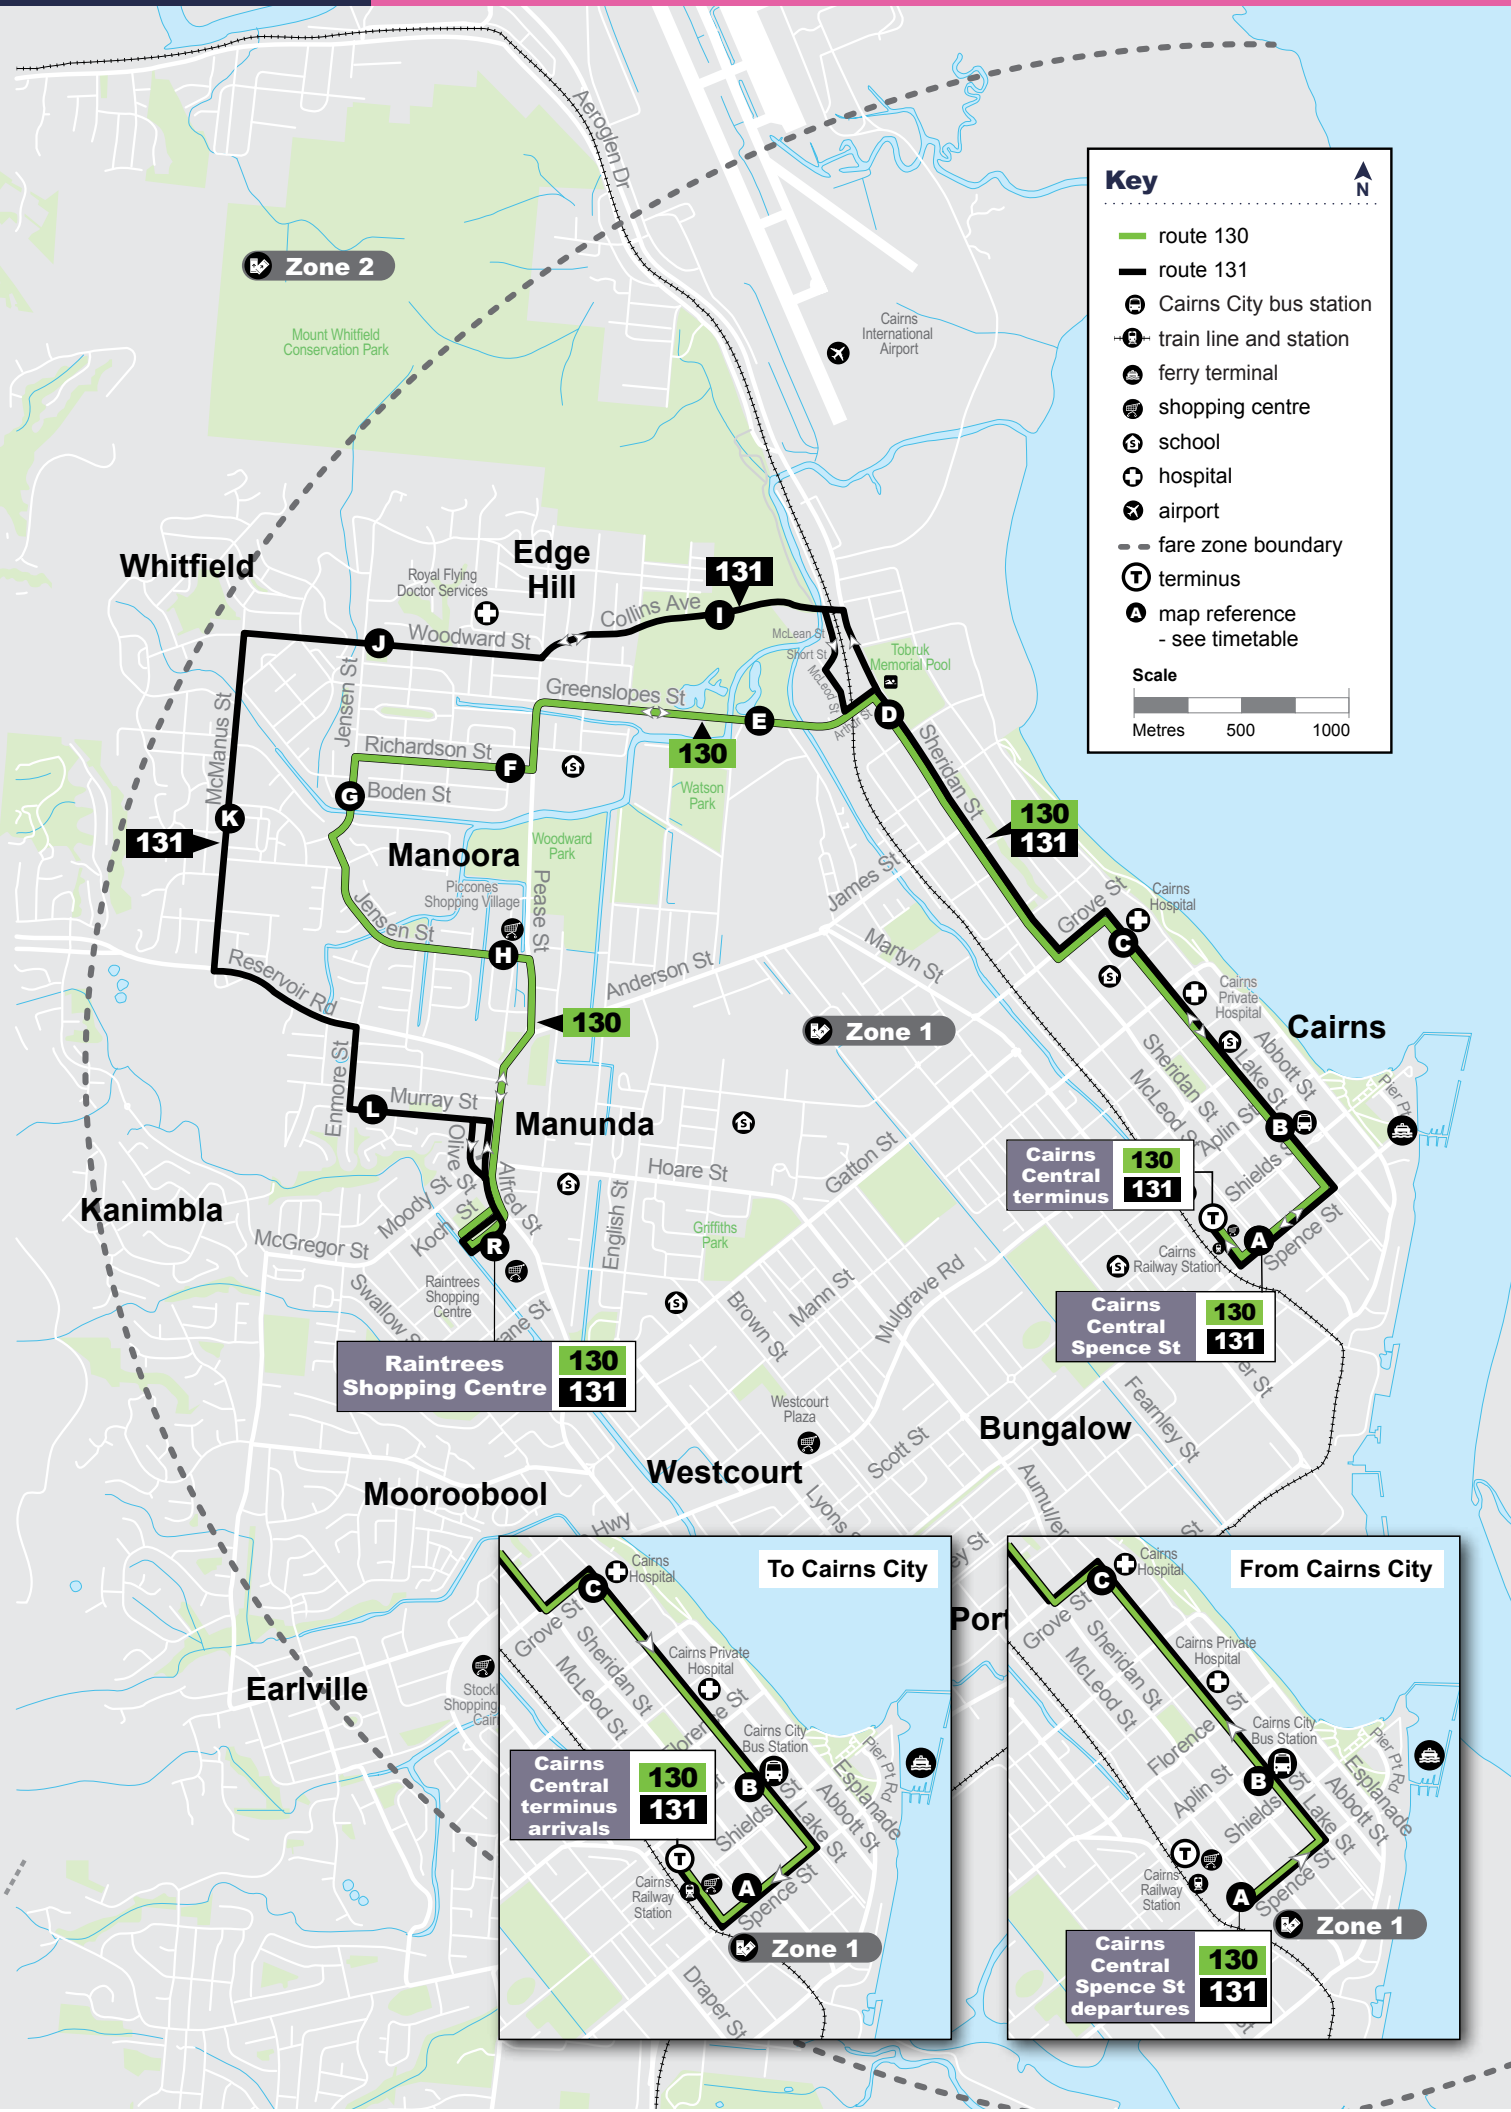 Aeroglen Dr
Key
N
route 130
route 131
Cairns City bus station
train line and station
ferry terminal
shopping centre
school
hospital
airport
fare zone boundary
T
terminus
A
map reference
- see timetable
Scale
Metres 500 1000
Zone 2
Mount Whitfield
Conservation Park
Cairns
International
Airport
Whitfield
Edge
Hill
Royal Flying
Doctor Services
131
Collins Ave
I
J
Woodward St
McLean St
Short St
McLeod St
Arthur St
Tobruk
Memorial Pool
D
Jensen St
McManus St
Greenslopes St
E
130
Richardson St
F
G
Boden St
Watson
Park
Sheridan St
K
131
130
131
Manoora
Woodward
Park
Piccones
Shopping Village
Pease St
James St
Grove St
Cairns
Hospital
C
Jensen St
H
Martyn St
Reservoir Rd
Anderson St
Cairns
Private
Hospital
130
Zone 1
Cairns
Sheridan St
McLeod St
Lake St
Abbott St
Aplin St
Pier Pt
Enmore St
L
Murray St
Manunda
B
Shields St
Cairns
Central
terminus
130
131
Olive St
Alfred St
Hoare St
Gatton St
Moody St
Koch St
Kanimbla
English St
Griffiths
Park
T
A
Spence St
Cairns
Railway Station
McGregor St
R
Raintrees
Shopping
Centre
Swallow
Brown St
Mann St
Mulgrave Rd
Cairns
Central
Spence St
130
131
Raintrees
Shopping Centre
130
131
Fearnley St
Westcourt
Plaza
Bungalow
Scott St
Westcourt
Mooroobool
Lyons
Aumuller
Hwy
St
Port
Earlville
To Cairns City
Cairns
Hospital
C
Grove St
Sheridan St
McLeod St
Cairns Private
Hospital
Florence St
Cairns City
Bus Station
B
Pier Pt Rd
Esplanade
Abbott St
Lake St
Shields St
Cairns
Central
terminus
arrivals
130
131
T
Cairns
Railway
Station
A
Spence St
Zone 1
Draper St
From Cairns City
Cairns
Hospital
C
Grove St
Sheridan St
McLeod St
Cairns Private
Hospital
Florence St
Cairns City
Bus Station
B
Pier Pt Rd
Esplanade
Abbott St
Lake St
Aplin St
Shields St
T
Cairns
Railway
Station
A
Spence St
Zone 1
Cairns
Central
Spence St
departures
130
131